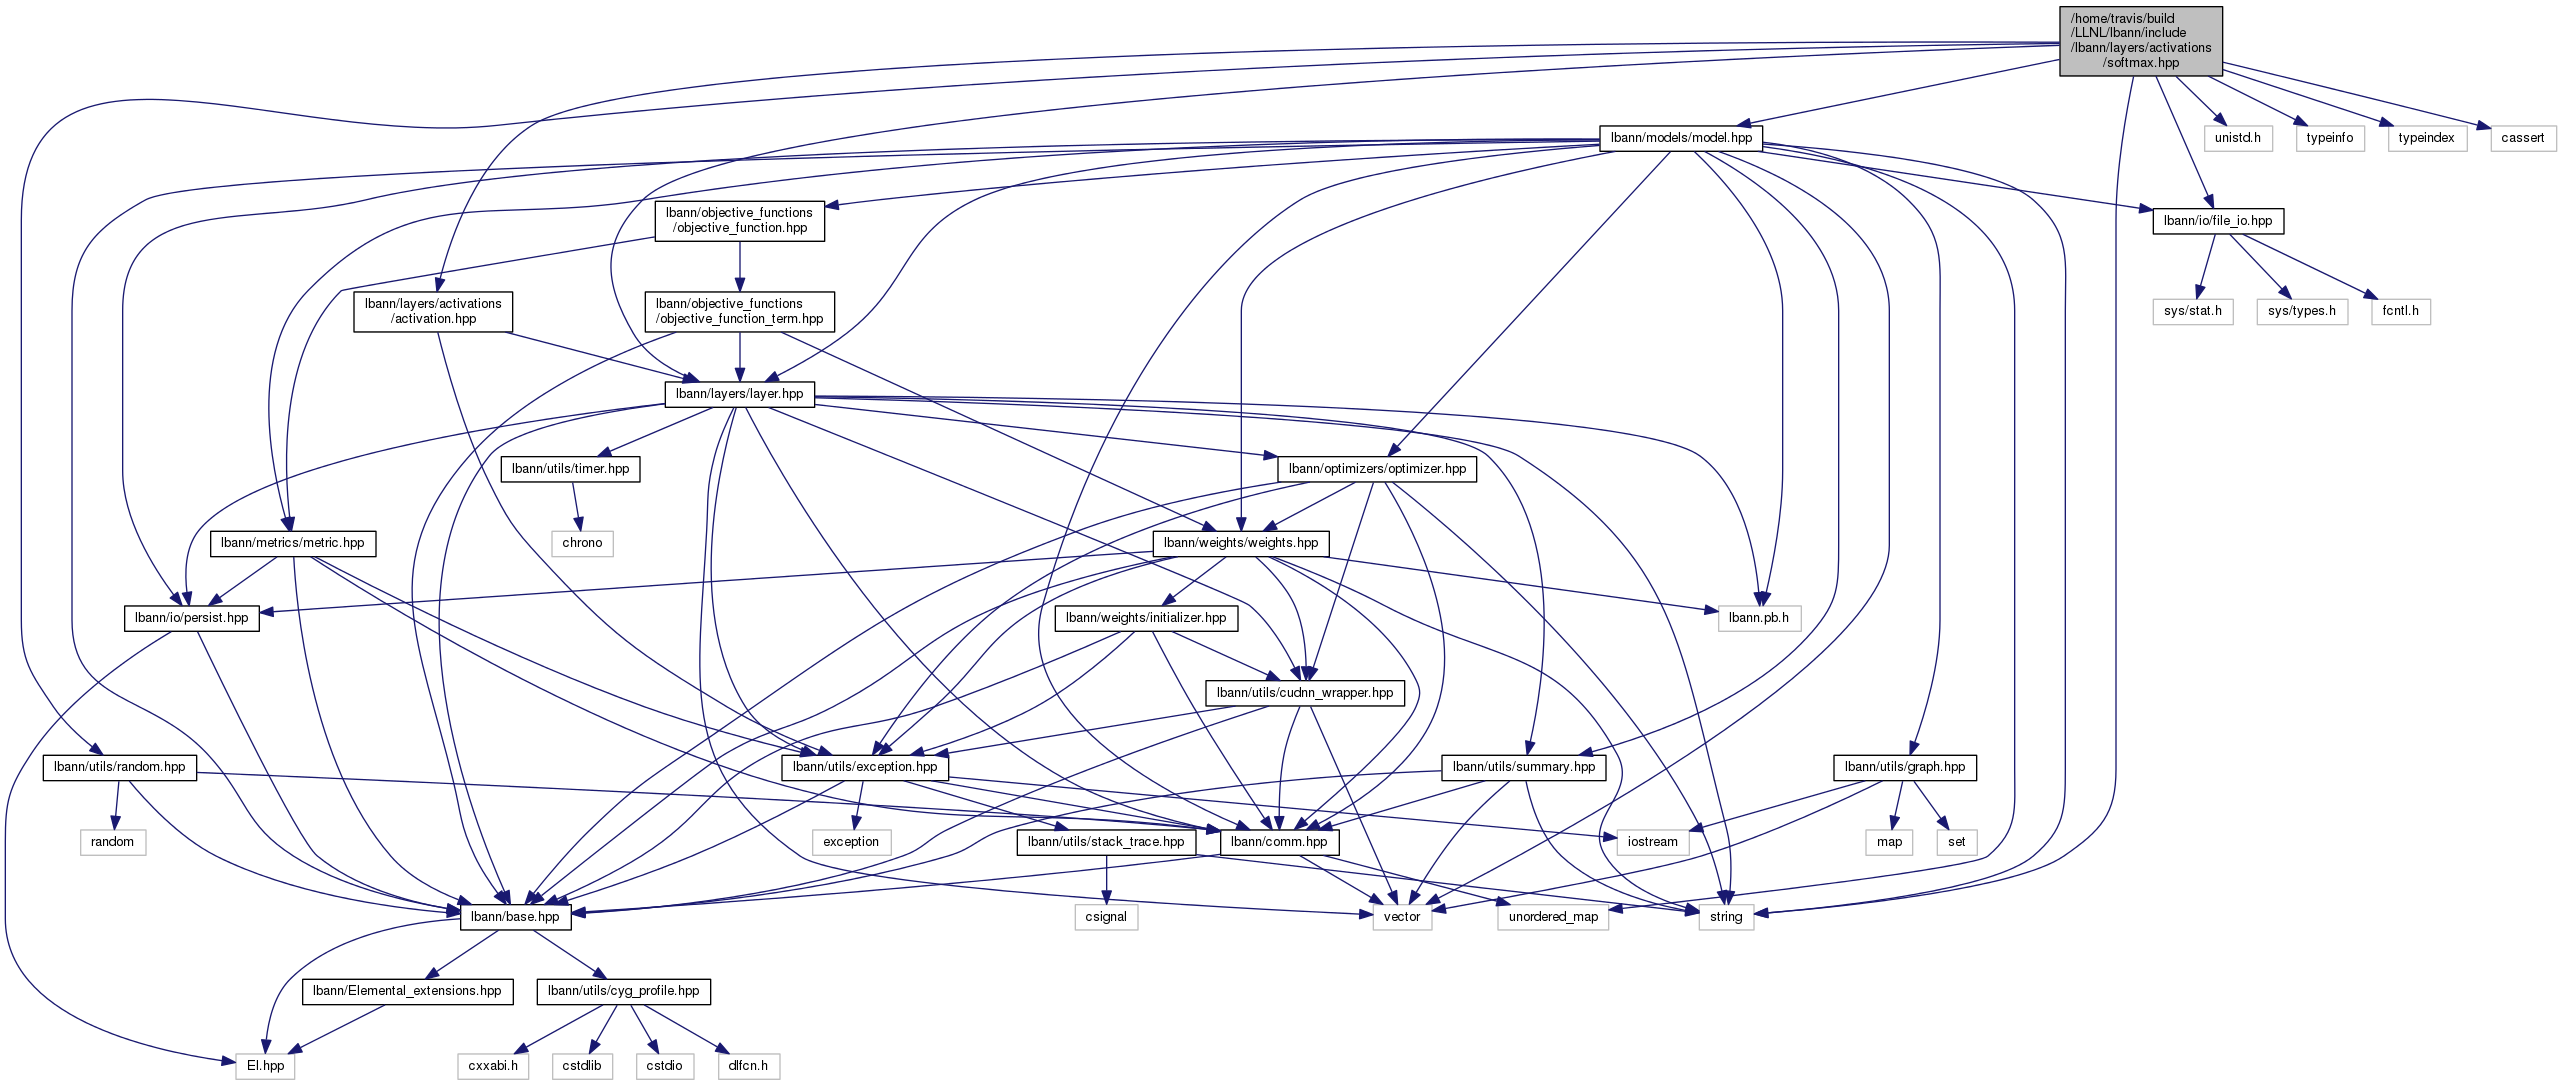 /home/travis/build
/LLNL/lbann/include
/lbann/layers/activations
/softmax.hpp
lbann/models/model.hpp
unistd.h
typeinfo
typeindex
cassert
lbann/objective_functions
/objective_function.hpp
lbann/io/file_io.hpp
lbann/layers/activations
/activation.hpp
lbann/objective_functions
/objective_function_term.hpp
sys/stat.h
sys/types.h
fcntl.h
lbann/layers/layer.hpp
lbann/utils/timer.hpp
lbann/optimizers/optimizer.hpp
lbann/metrics/metric.hpp
chrono
lbann/weights/weights.hpp
lbann/io/persist.hpp
lbann/weights/initializer.hpp
lbann.pb.h
lbann/utils/cudnn_wrapper.hpp
lbann/utils/random.hpp
lbann/utils/exception.hpp
lbann/utils/summary.hpp
lbann/utils/graph.hpp
random
exception
lbann/utils/stack_trace.hpp
lbann/comm.hpp
iostream
map
set
lbann/base.hpp
csignal
vector
unordered_map
string
lbann/Elemental_extensions.hpp
lbann/utils/cyg_profile.hpp
El.hpp
cxxabi.h
cstdlib
cstdio
dlfcn.h